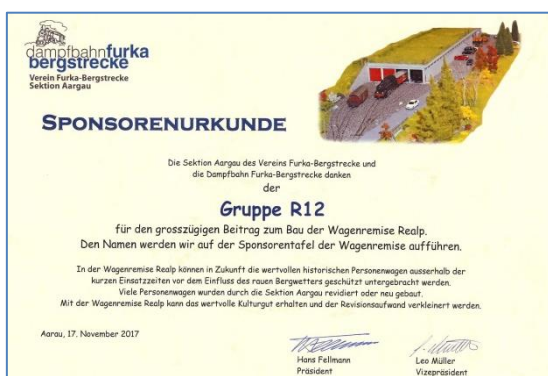 dampfbahnfurka
bergstrecke
Verein Furka-Bergstrecke
Sektion Aargau
SPONSORENURKUNDE
Die Sektion Aargau des Vereins Furka-Bergstrecke und
die Dampfbahn Furka-Bergstrecke danken
der
Gruppe R12
für den grosszügigen Beitrag zum Bau der Wagenremise Realp.
Den Namen werden wir auf der Sponsorentafel der Wagenremise aufführen.
In der Wagenremise Realp können in Zukunft die wertvollen historischen Personenwagen ausserhalb der
kurzen Einsatzzeiten vor dem Einfluss des rauen Bergwetters geschützt untergebracht werden.
Viele Personenwagen wurden durch die Sektion Aargau revidiert oder neu gebaut.
Mit der Wagenremise Realp kann das wertvolle Kulturgut erhalten und der Revisionsaufwand verkleinert werden.
Aarau, 17. November 2017
Hans Fellmann
Präsident
Leo Müller
Vizepräsident